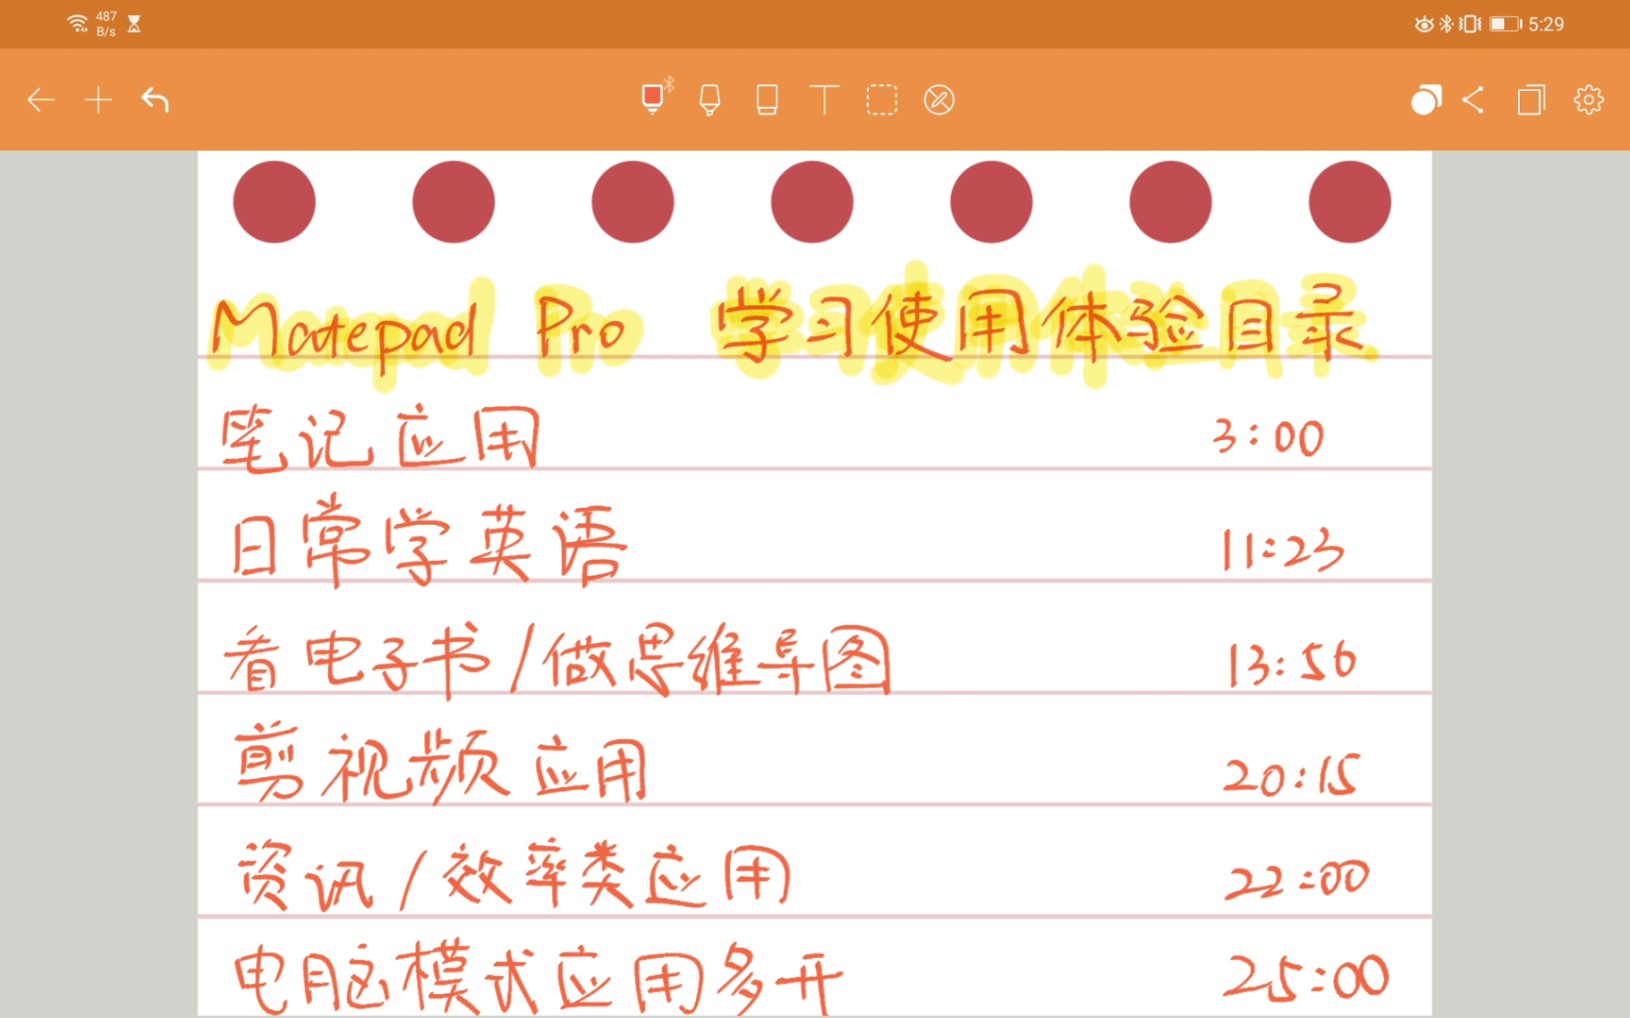 487
B/s
5:29
Matepad Pro 学习使用体验目录
笔记应用 3:00
日常学英语 11:23
看电子书/做思维导图 13:56
剪视频应用 20:15
资讯/效率类应用 22:00
电脑模式应用多开 25:00